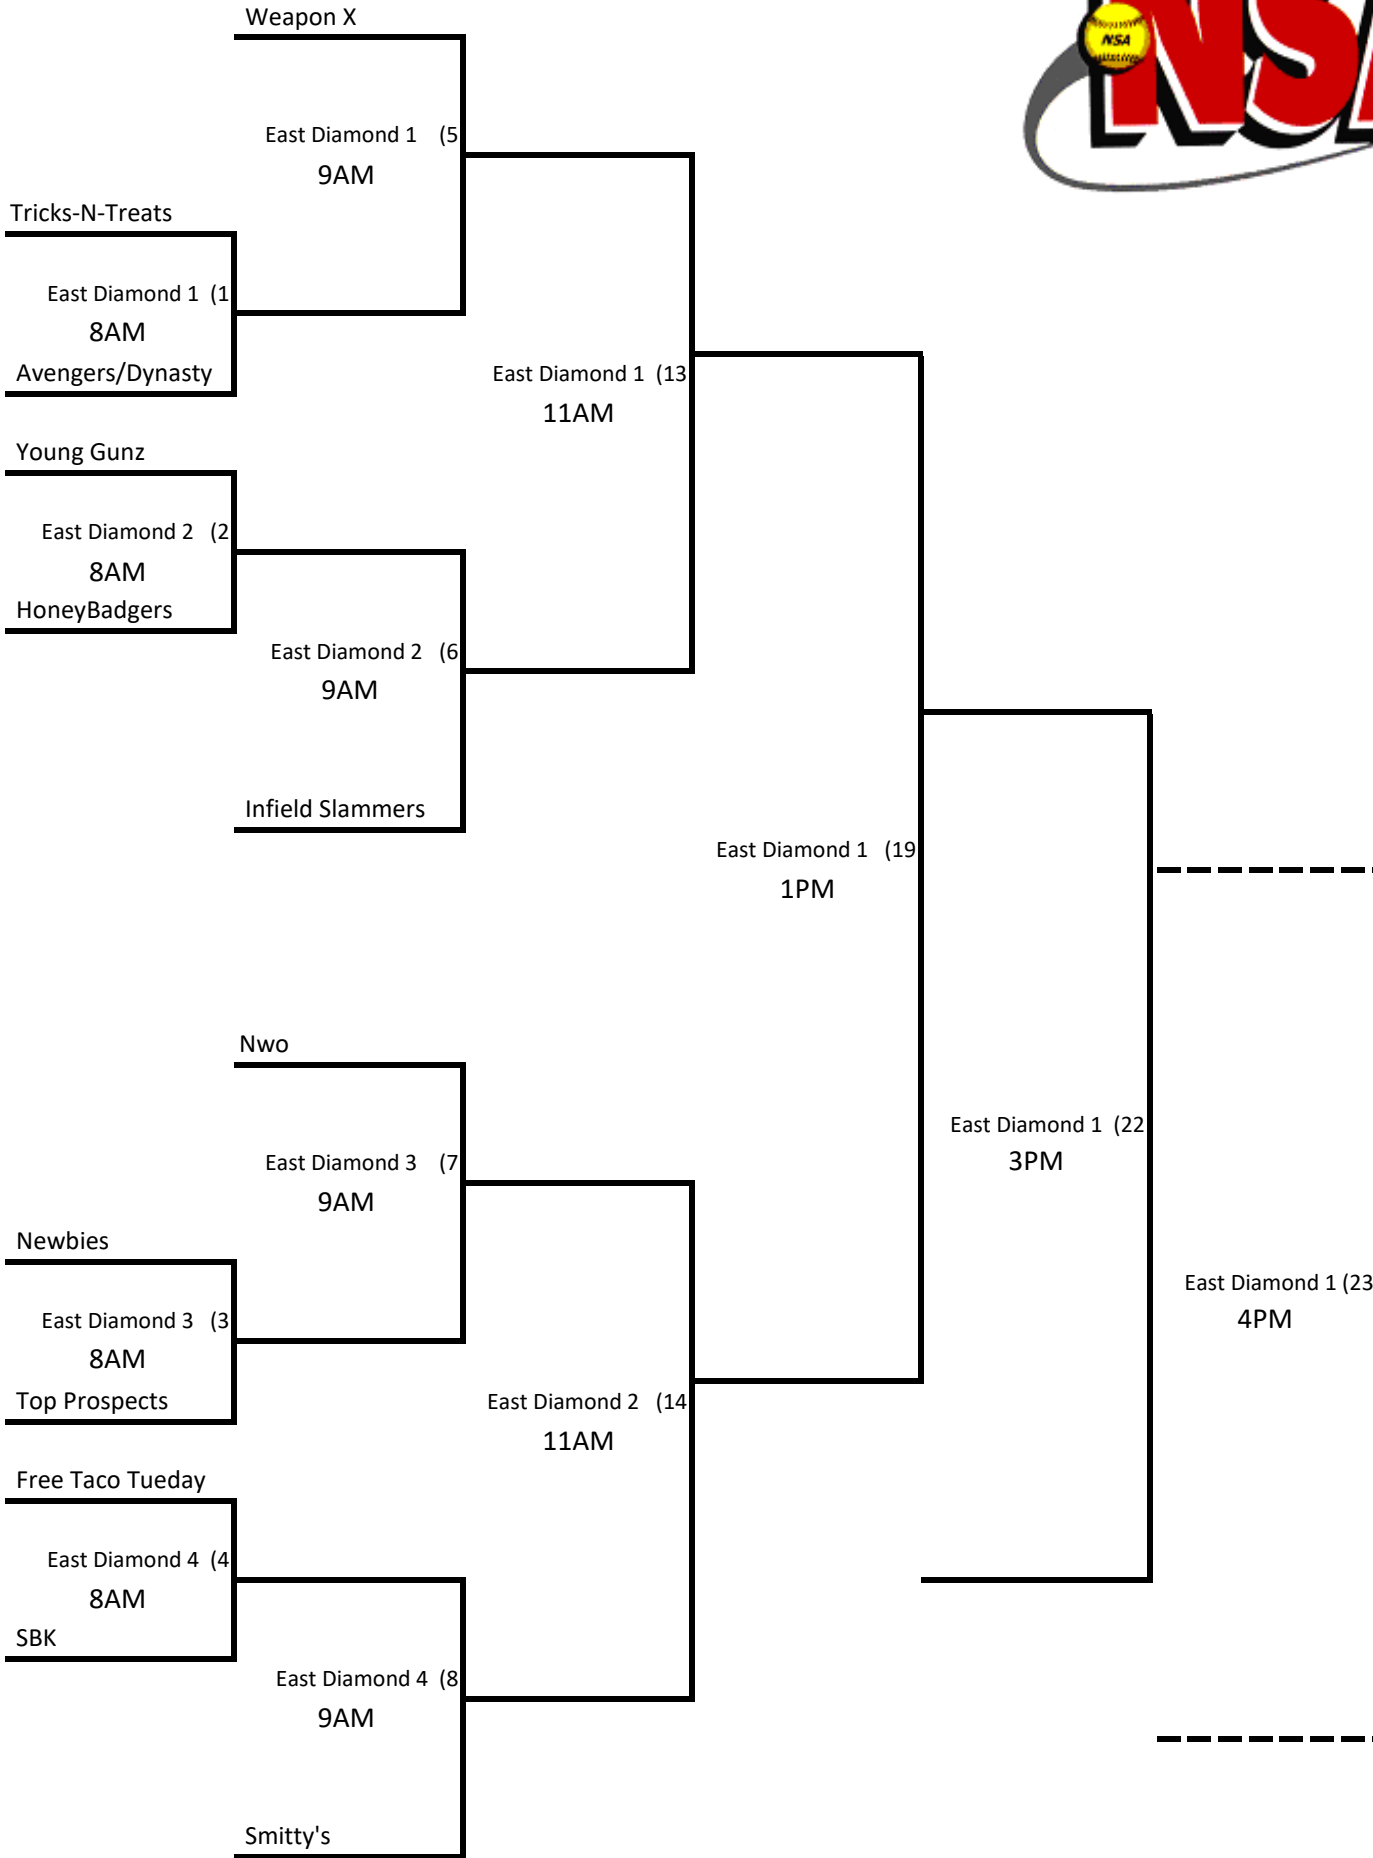 Weapon X
NSA
NSA
East Diamond 1 (5
9AM
Tricks-N-Treats
East Diamond 1 (1
8AM
Avengers/Dynasty
East Diamond 1 (13
11AM
Young Gunz
East Diamond 2 (2
8AM
HoneyBadgers
East Diamond 2 (6
9AM
Infield Slammers
East Diamond 1 (19
1PM
Nwo
East Diamond 1 (22
3PM
East Diamond 3 (7
9AM
Newbies
East Diamond 1 (23
4PM
East Diamond 3 (3
8AM
Top Prospects
East Diamond 2 (14
11AM
Free Taco Tueday
East Diamond 4 (4
8AM
SBK
East Diamond 4 (8
9AM
Smitty's